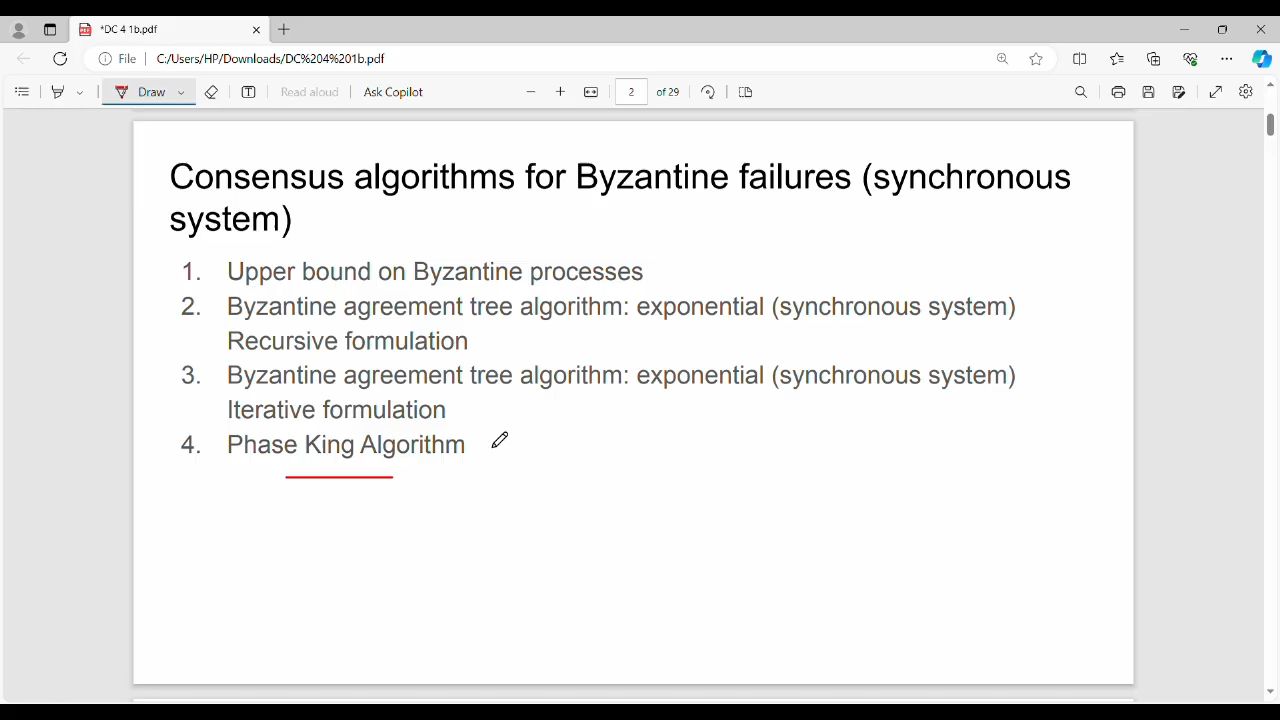 *DC 4 1b.pdf
File
C:/Users/HP/Downloads/DC%204%201b.pdf
Draw
Read aloud
Ask Copilot
2
of 29
Consensus algorithms for Byzantine failures (synchronous
system)
1. Upper bound on Byzantine processes
2. Byzantine agreement tree algorithm: exponential (synchronous system)
Recursive formulation
3. Byzantine agreement tree algorithm: exponential (synchronous system)
Iterative formulation
4. Phase King Algorithm